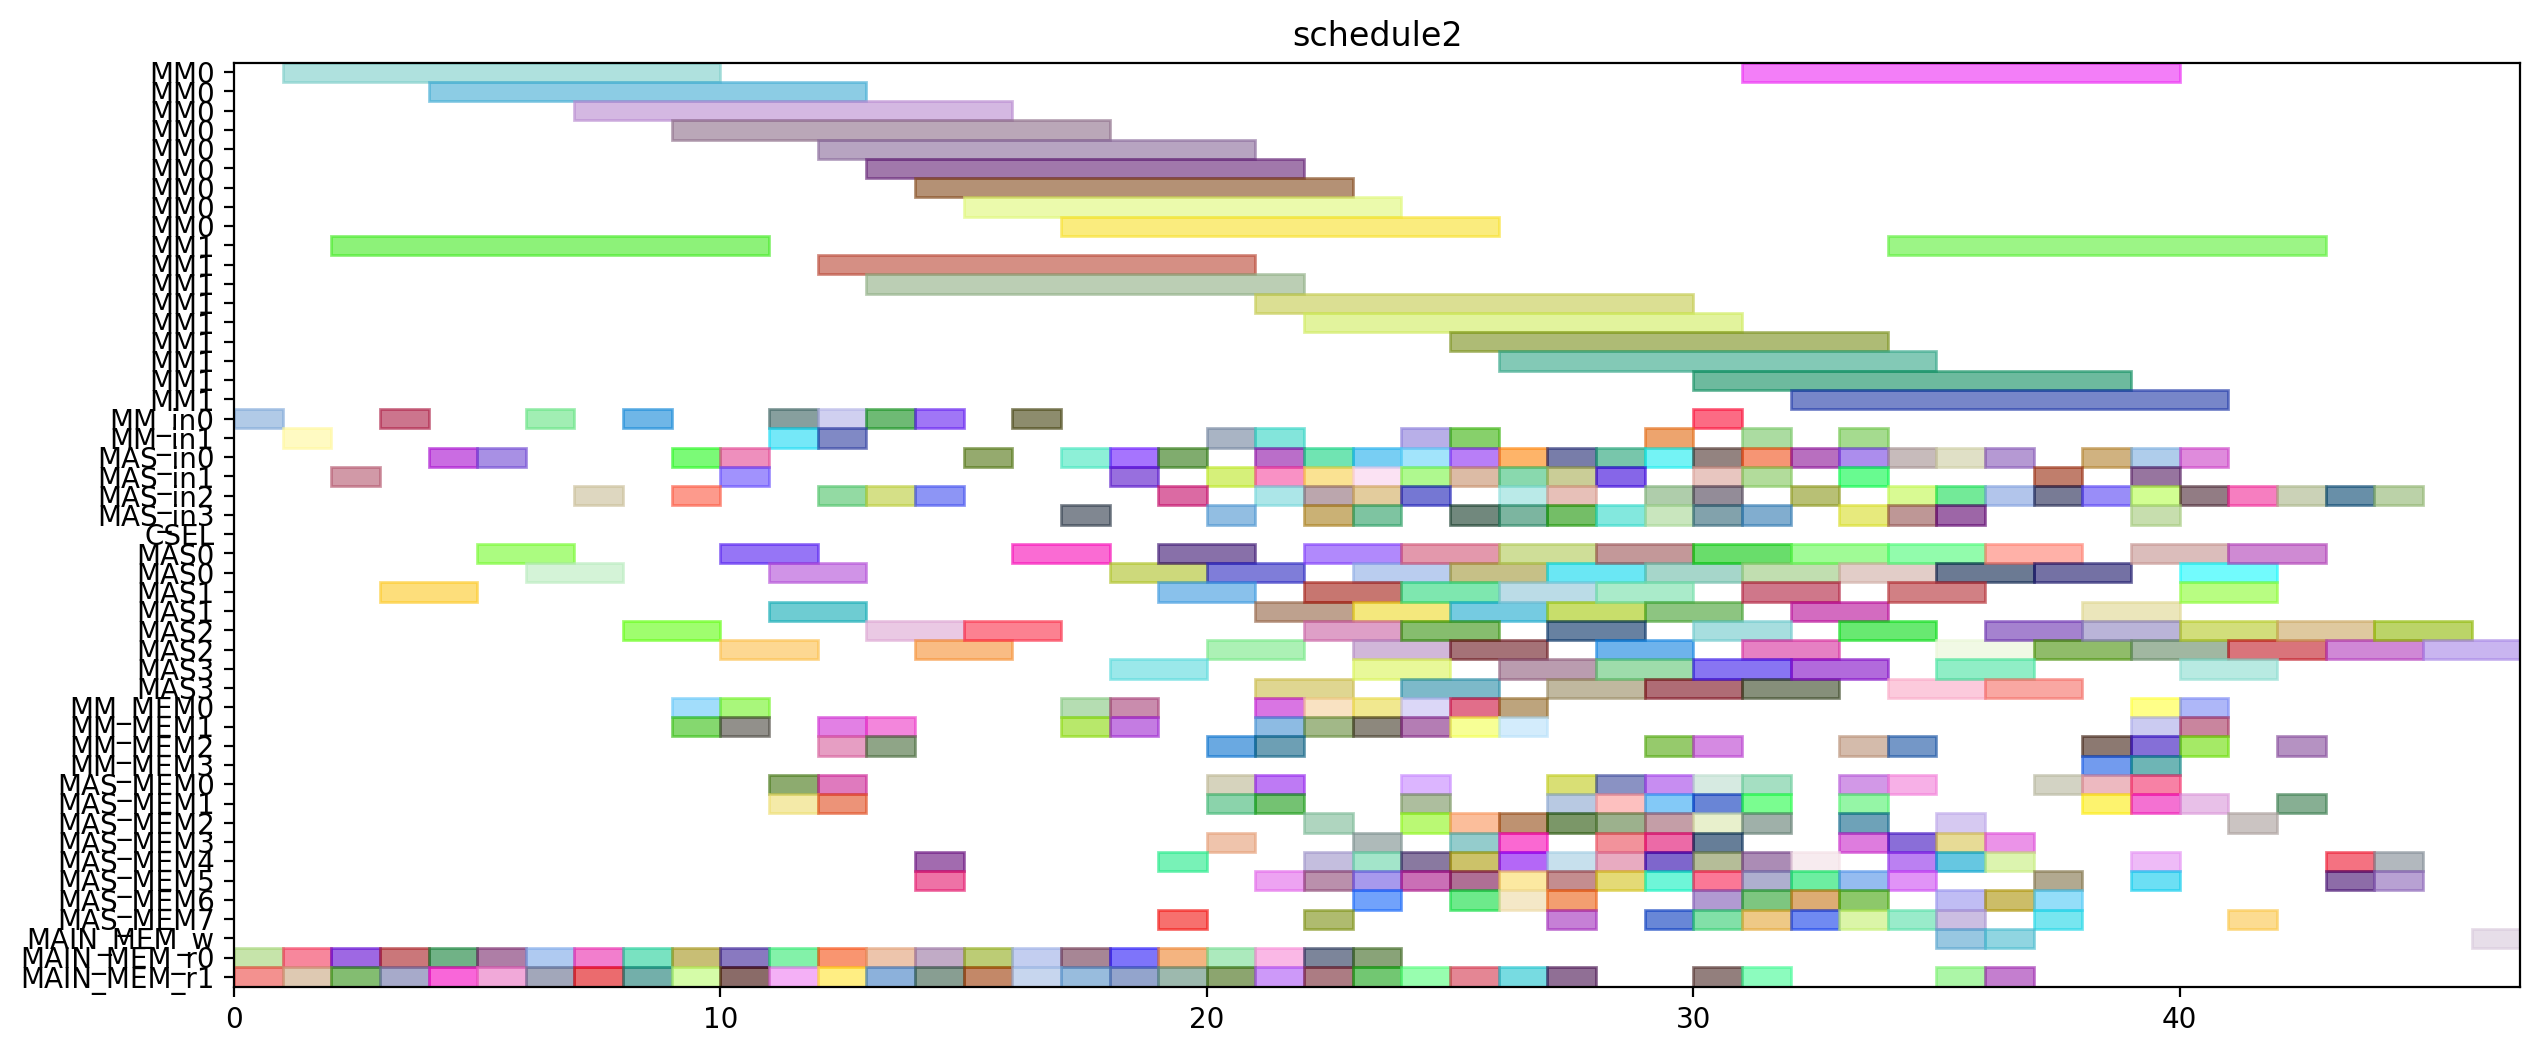 schedule2
MM0
MM0
MM0
MM0
MM0
MM0
MM0
MM0
MM0
MM1
MM1
MM1
MM1
MM1
MM1
MM1
MM1
MM1
MM_in0
MM_in1
MAS_in0
MAS_in1
MAS_in2
MAS_in3
CSEL
MAS0
MAS0
MAS1
MAS1
MAS2
MAS2
MAS3
MAS3
MM_MEM0
MM_MEM1
MM_MEM2
MM_MEM3
MAS_MEM0
MAS_MEM1
MAS_MEM2
MAS_MEM3
MAS_MEM4
MAS_MEM5
MAS_MEM6
MAS_MEM7
MAIN_MEM_w
MAIN_MEM_r0
MAIN_MEM_r1
0 10 20 30 40